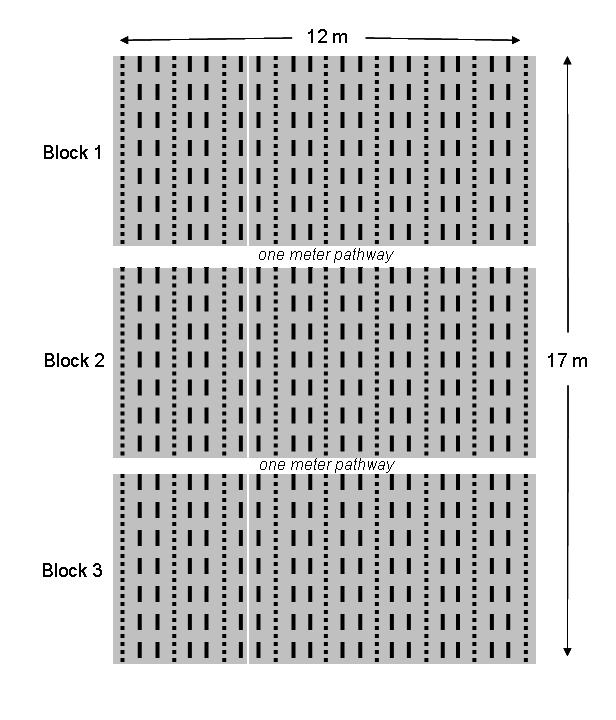 12 m
Block 1
one meter pathway
Block 2
17 m
one meter pathway
Block 3